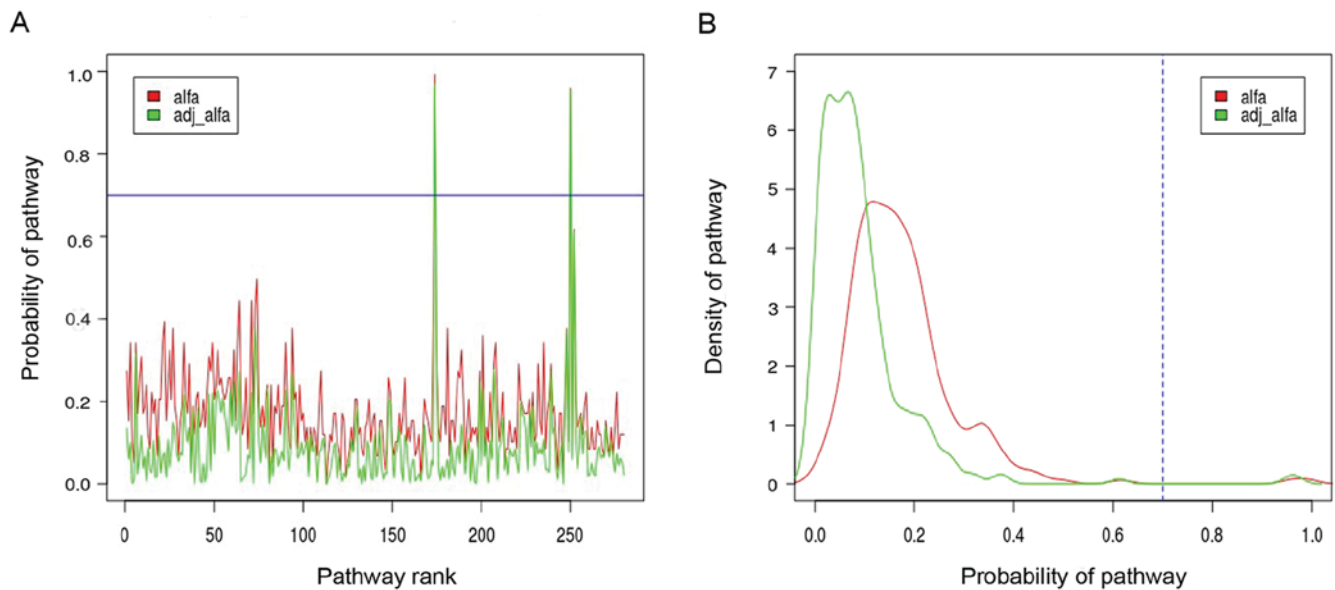 A
Probability of pathway
1.0
0.8
0.6
0.4
0.2
0.0
alfa
adj_alfa
0 50 100 150 200 250
Pathway rank
B
Density of pathway
7
6
5
4
3
2
1
0
alfa
adj_alfa
0.0 0.2 0.4 0.6 0.8 1.0
Probability of pathway